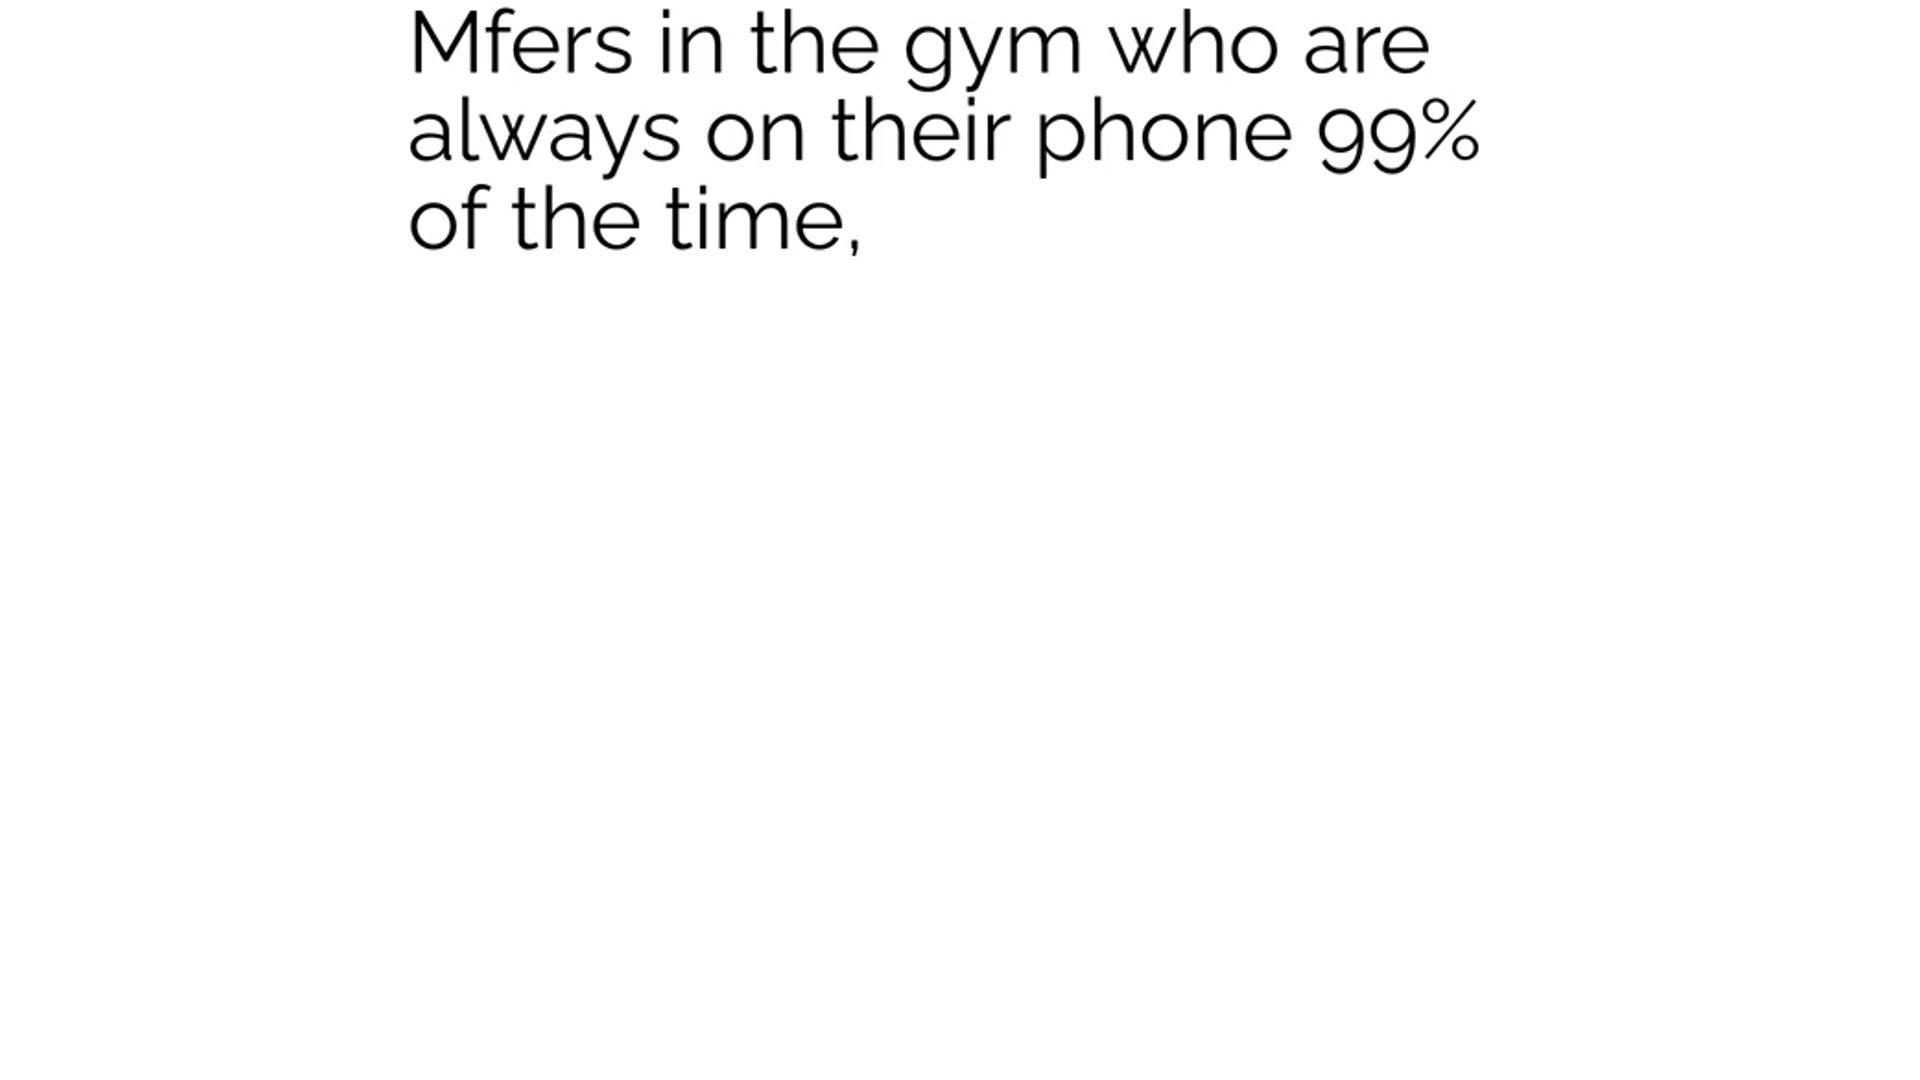 Mfers in the gym who are
always on their phone 99%
of the time,